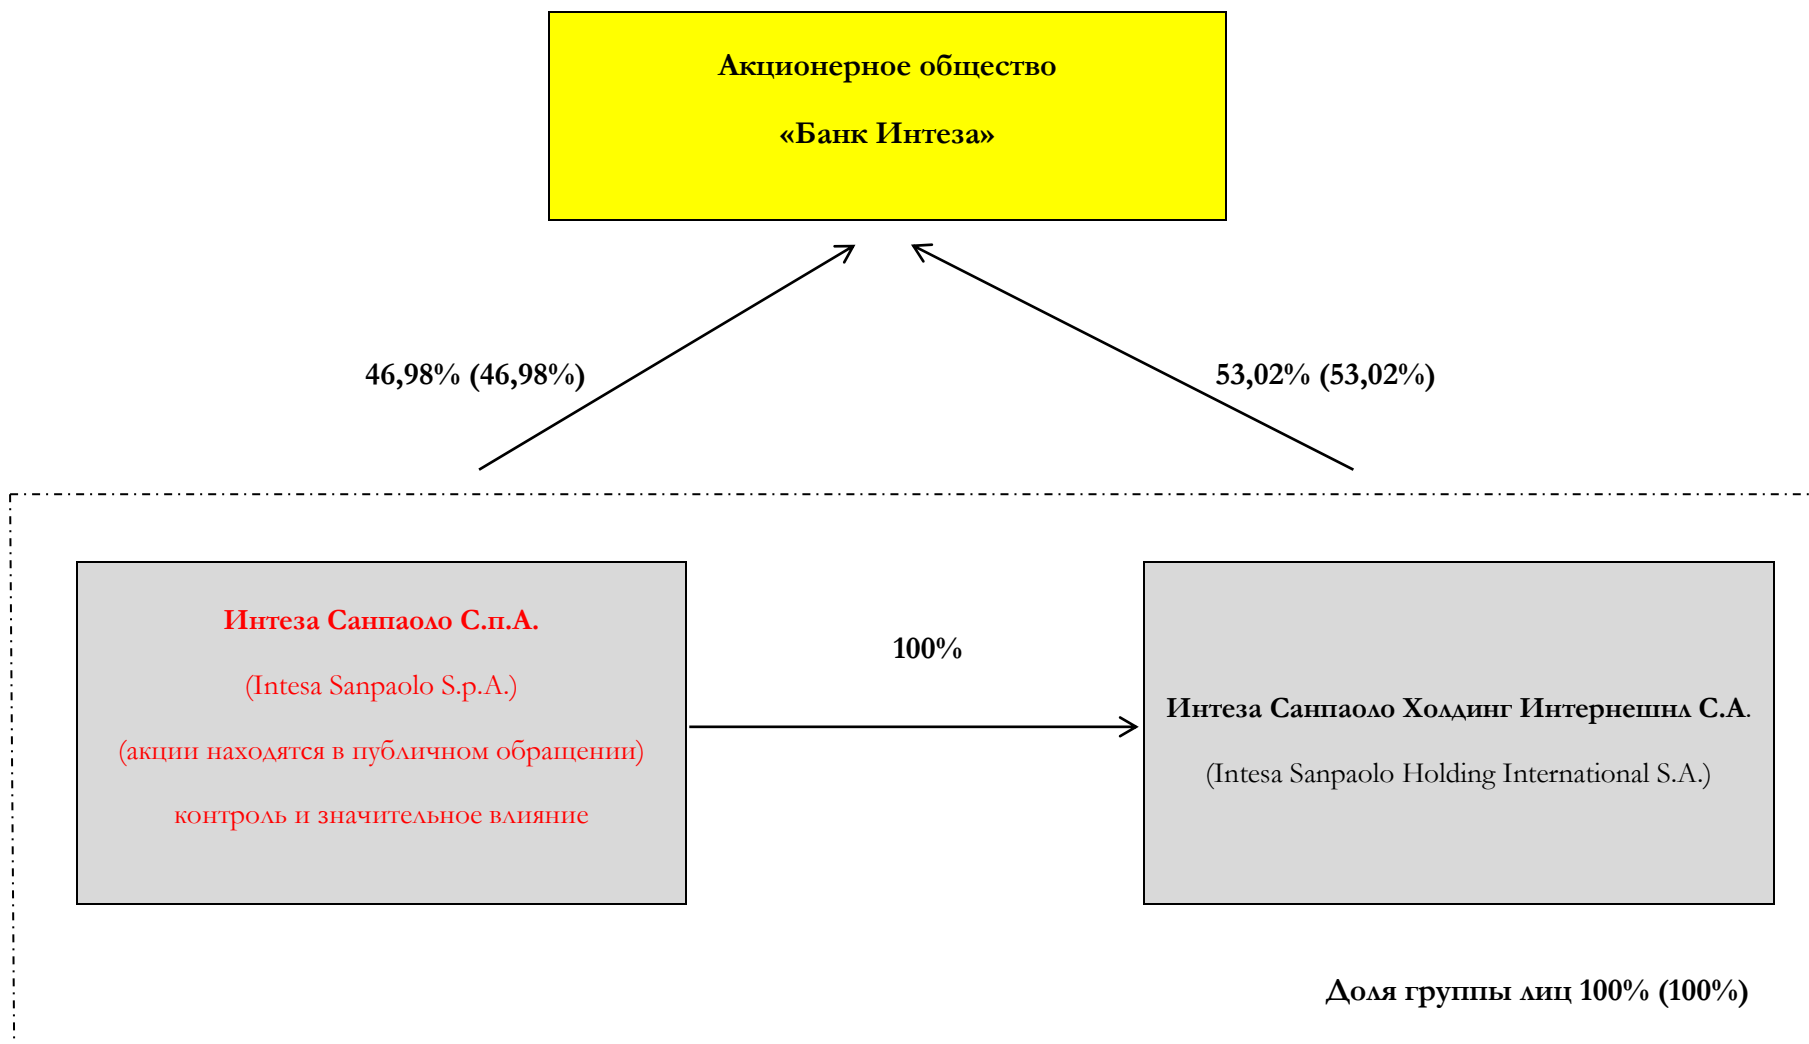 Акционерное общество
«Банк Интеза»
46,98% (46,98%)
53,02% (53,02%)
Интеза Санпаоло С.п.А.
(Intesa Sanpaolo S.p.A.)
(акции находятся в публичном обращении)
контроль и значительное влияние
100%
Интеза Санпаоло Холдинг Интернешнл С.А.
(Intesa Sanpaolo Holding International S.A.)
Доля группы лиц 100% (100%)